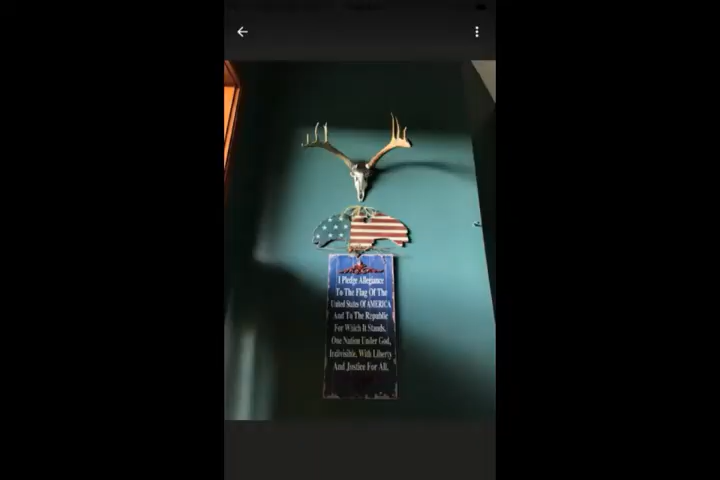 I Pledge Allegiance
To The Flag Of The
United States Of AMERICA
And To The Republic
For Which It Stands,
One Nation Under God,
Indivisible, With Liberty
And Justice For All.